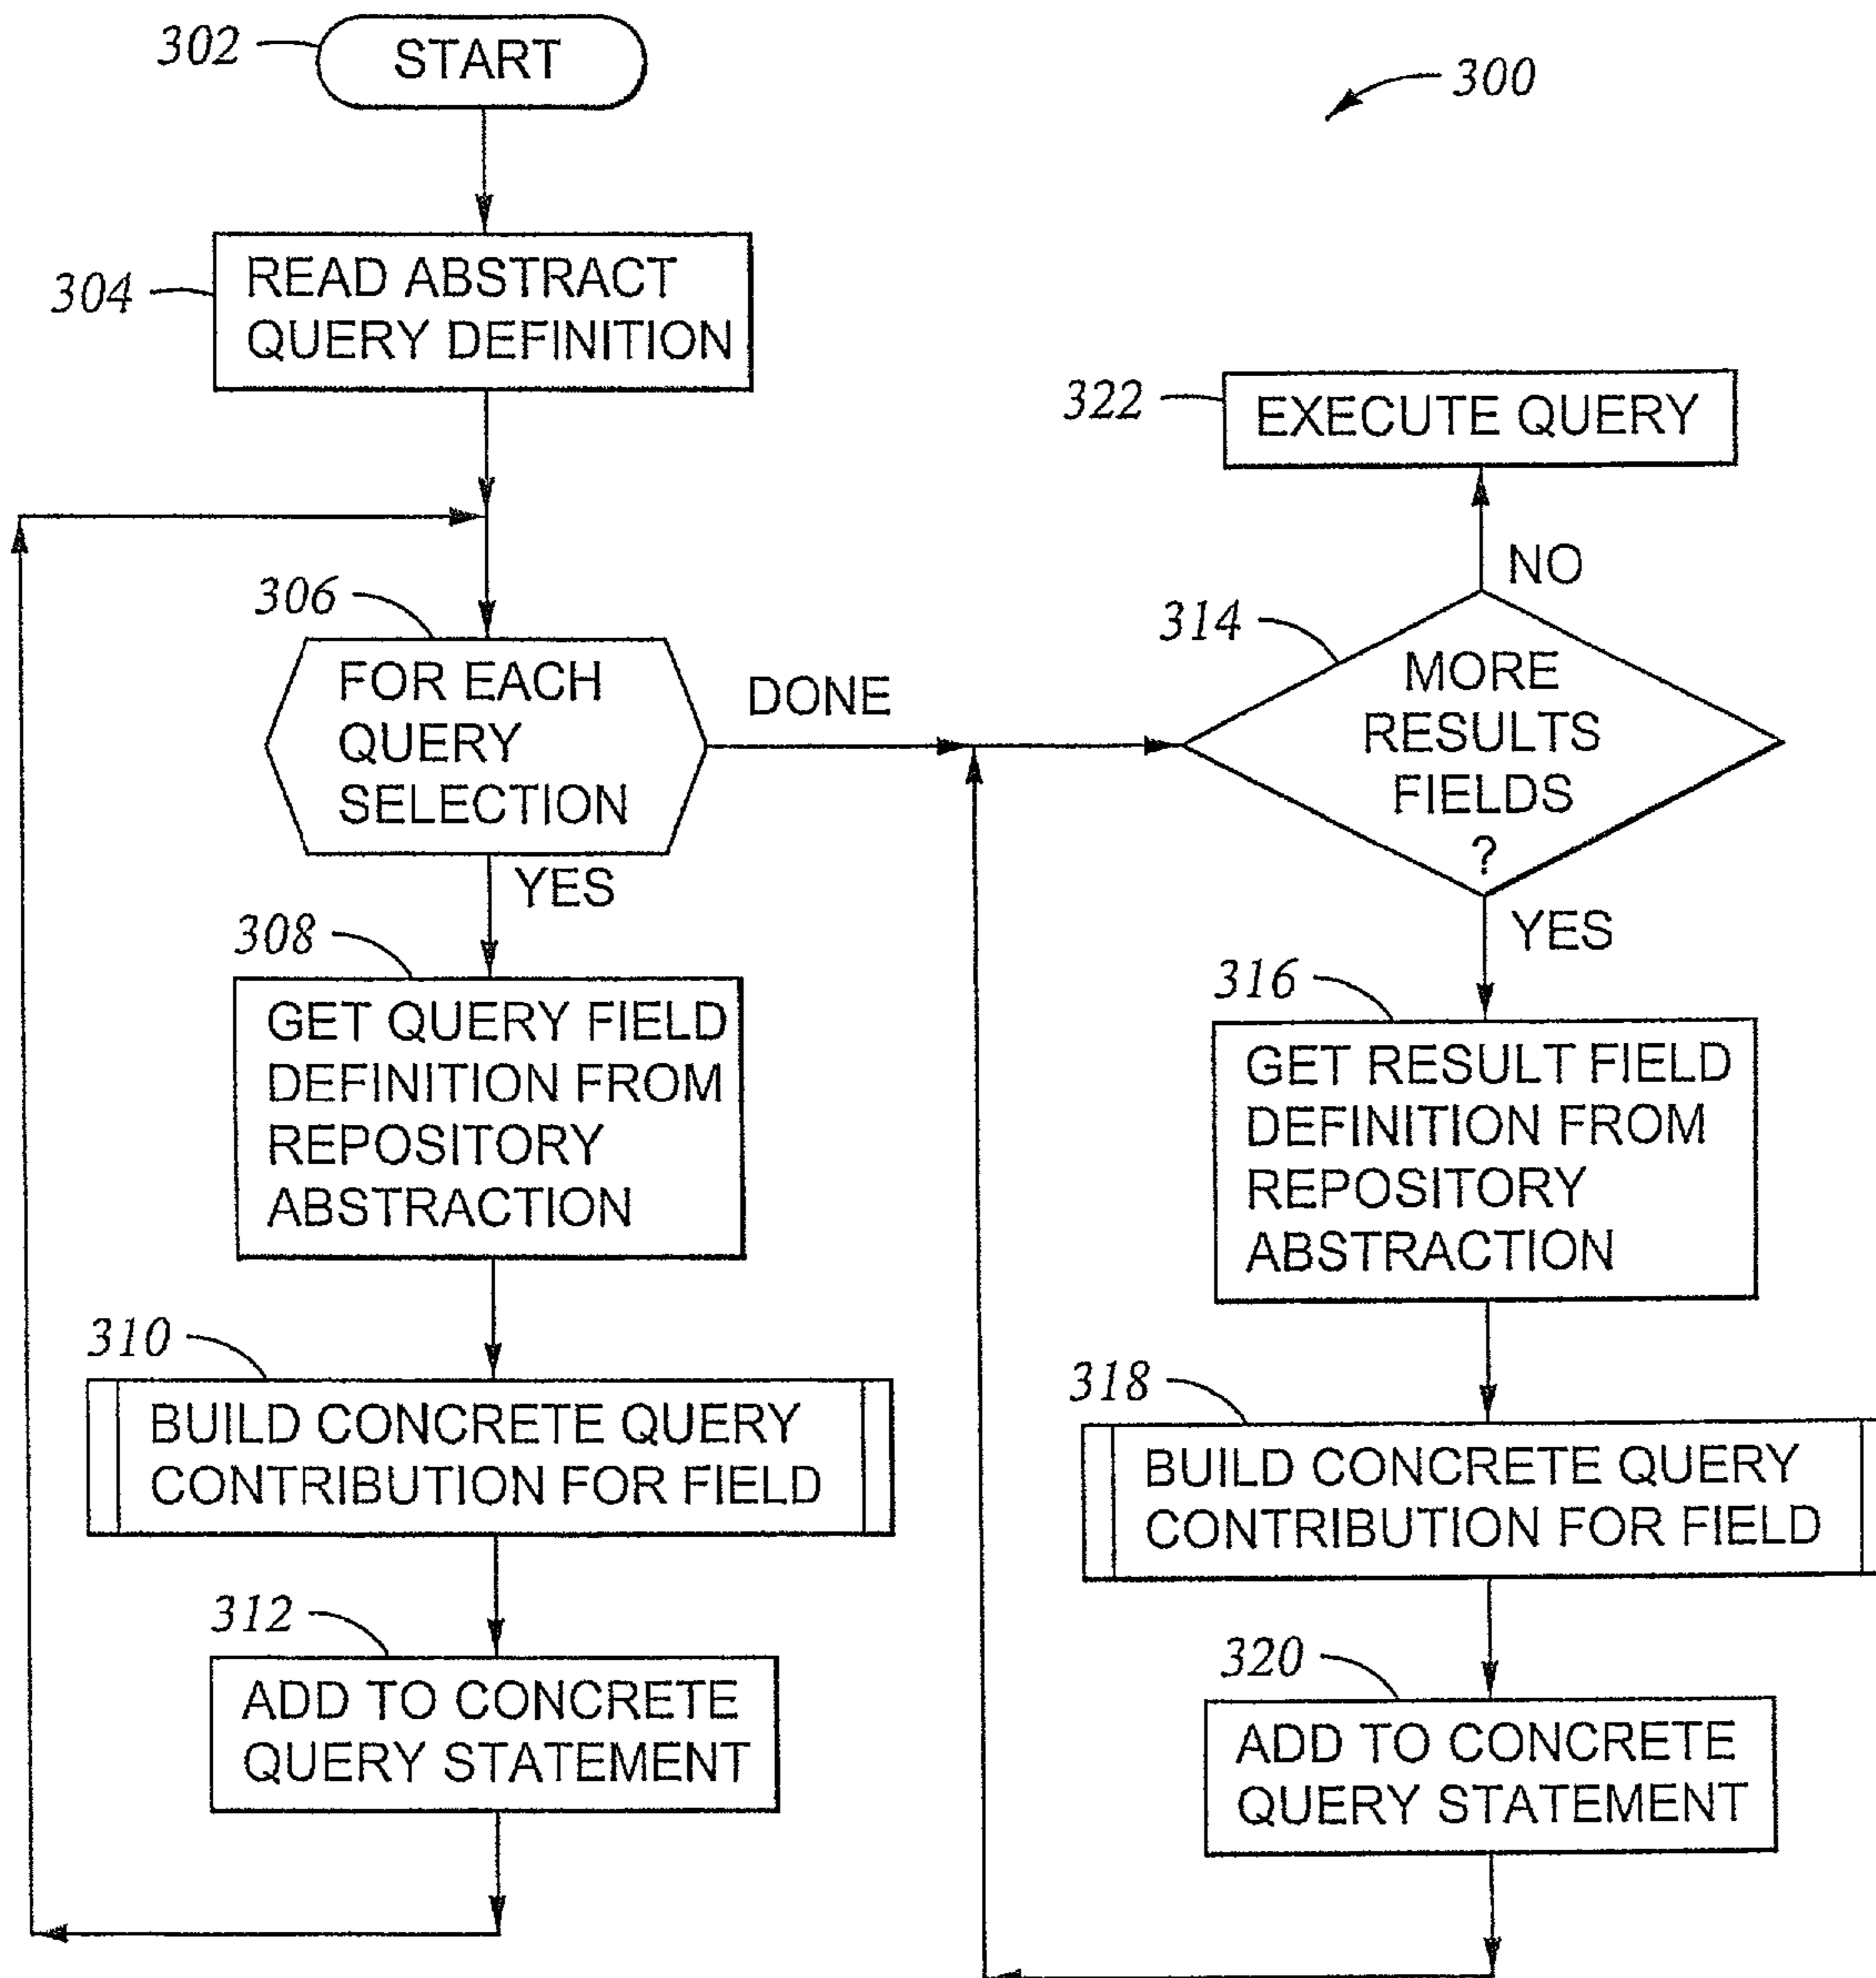 302
START
300
304
READ ABSTRACT
QUERY DEFINITION
322
EXECUTE QUERY
NO
306
FOR EACH
QUERY
SELECTION
DONE
YES
314
MORE
RESULTS
FIELDS
?
YES
308
GET QUERY FIELD
DEFINITION FROM
REPOSITORY
ABSTRACTION
316
GET RESULT FIELD
DEFINITION FROM
REPOSITORY
ABSTRACTION
310
BUILD CONCRETE QUERY
CONTRIBUTION FOR FIELD
318
BUILD CONCRETE QUERY
CONTRIBUTION FOR FIELD
312
ADD TO CONCRETE
QUERY STATEMENT
320
ADD TO CONCRETE
QUERY STATEMENT